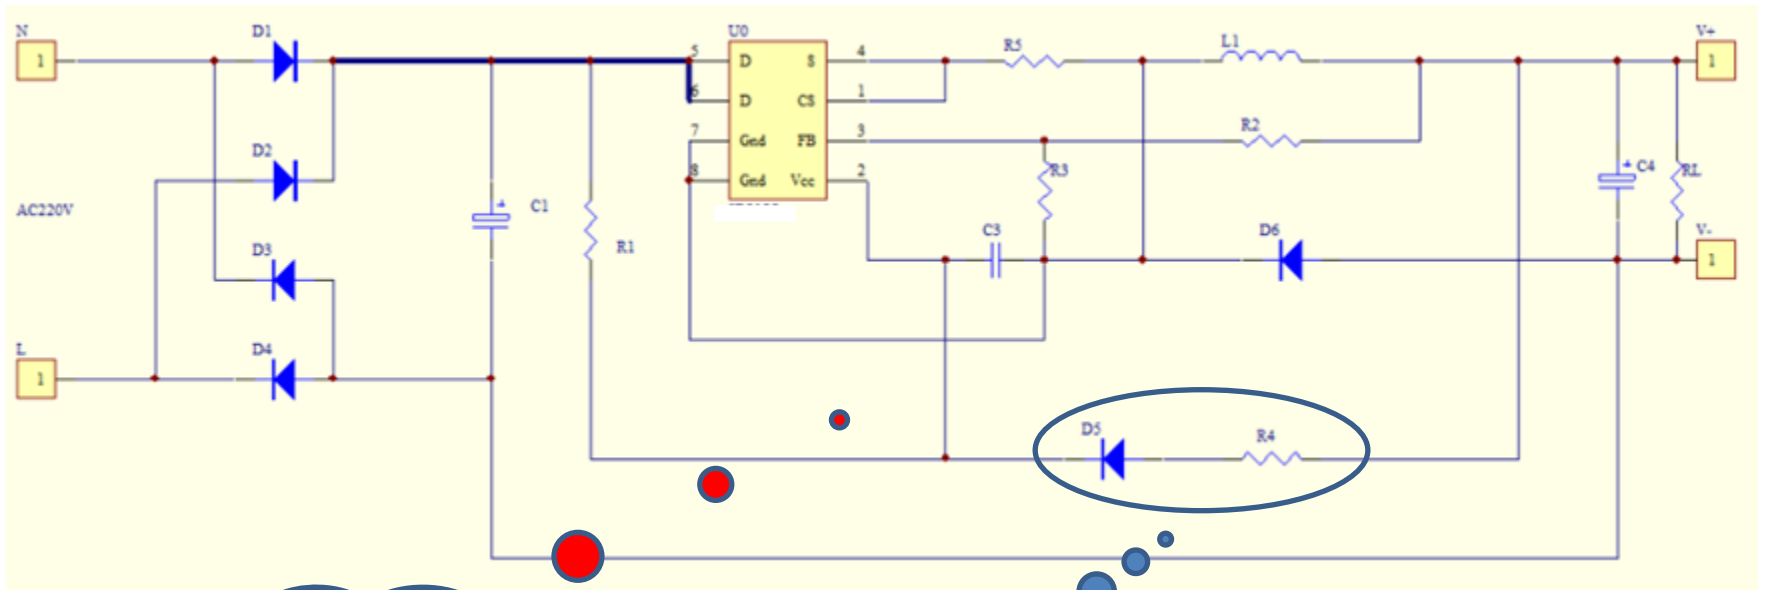 N
D1
U0
V+
1
5
D
S
4
R5
L1
1
6
D
CS
1
7
Gnd
FB
3
R2
D2
8
Gnd
Vcc
2
R3
C4
RL
AC220V
C1
R1
C3
D6
V-
D3
1
L
D4
1
D5
R4